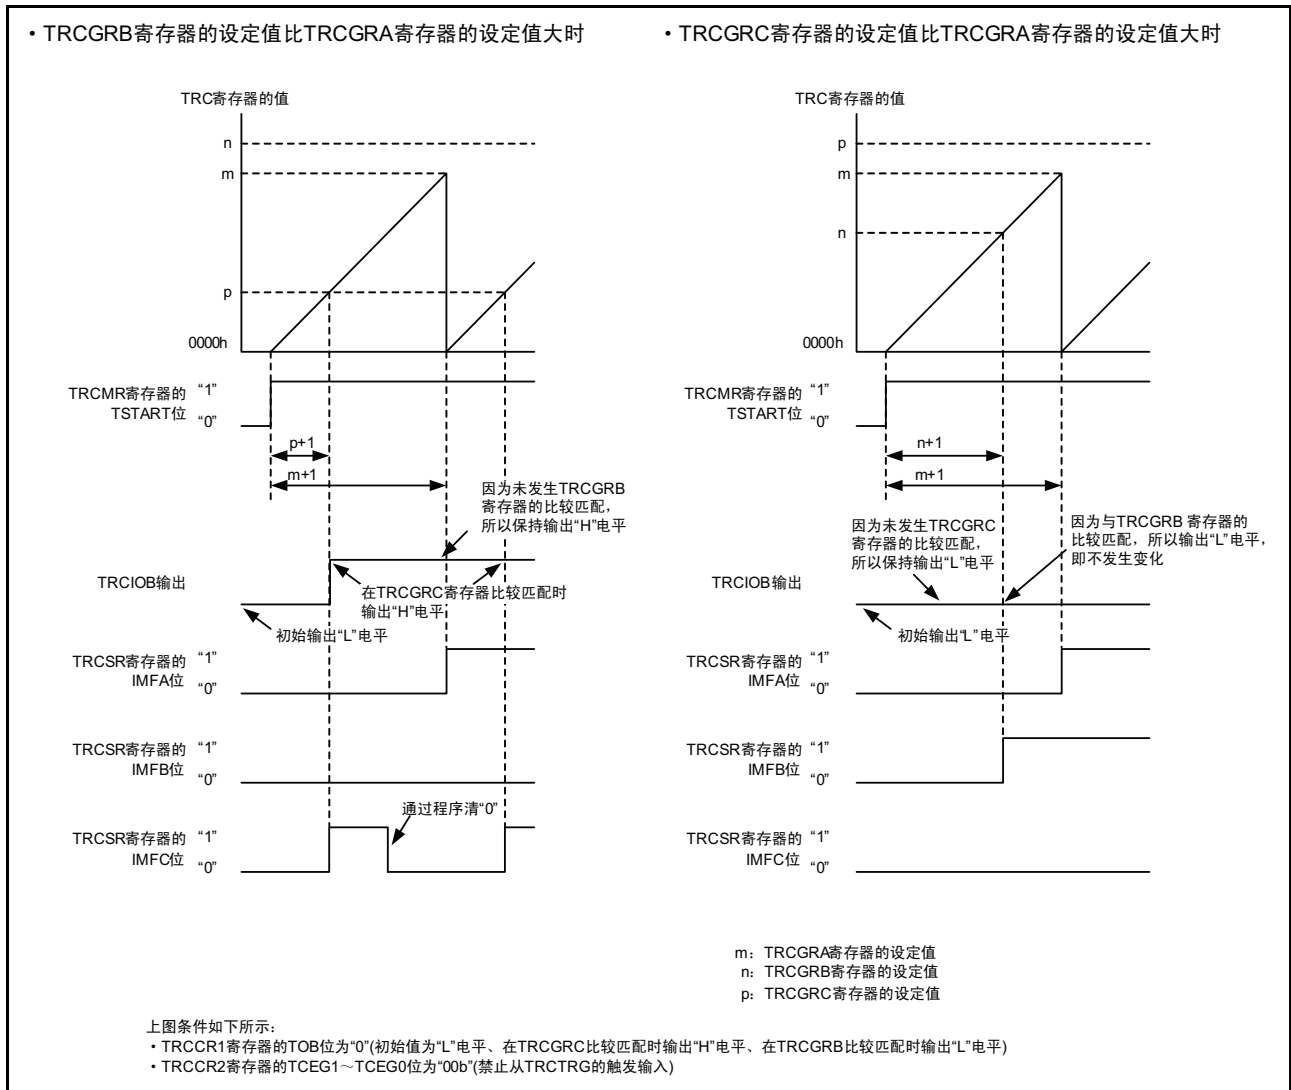 • TRCGRB寄存器的设定值比TRCGRA寄存器的设定值大时
TRC寄存器的值
n
m
p
0000h
TRCMR寄存器的
TSTART位
“1”
“0”
p+1
m+1
因为未发生TRCGRB
寄存器的比较匹配，
所以保持输出“H”电平
TRCIOB输出
在TRCGRC寄存器比较匹配时
输出“H”电平
初始输出“L”电平
TRCSR寄存器的
IMFA位
“1”
“0”
TRCSR寄存器的
IMFB位
“1”
“0”
通过程序清“0”
TRCSR寄存器的
IMFC位
“1”
“0”
• TRCGRC寄存器的设定值比TRCGRA寄存器的设定值大时
TRC寄存器的值
p
m
n
0000h
TRCMR寄存器的
TSTART位
“1”
“0”
n+1
m+1
因为未发生TRCGRC
寄存器的比较匹配，
所以保持输出“L”电平
因为与TRCGRB 寄存器的
比较匹配，所以输出“L”电平，
即不发生变化
TRCIOB输出
初始输出“L”电平
TRCSR寄存器的
IMFA位
“1”
“0”
TRCSR寄存器的
IMFB位
“1”
“0”
TRCSR寄存器的
IMFC位
“1”
“0”
m：TRCGRA寄存器的设定值
n：TRCGRB寄存器的设定值
p：TRCGRC寄存器的设定值
上图条件如下所示：
• TRCCR1寄存器的TOB位为“0”(初始值为“L”电平、在TRCGRC比较匹配时输出“H”电平、在TRCGRB比较匹配时输出“L”电平)
• TRCCR2寄存器的TCEG1～TCEG0位为“00b”(禁止从TRCTRG的触发输入)